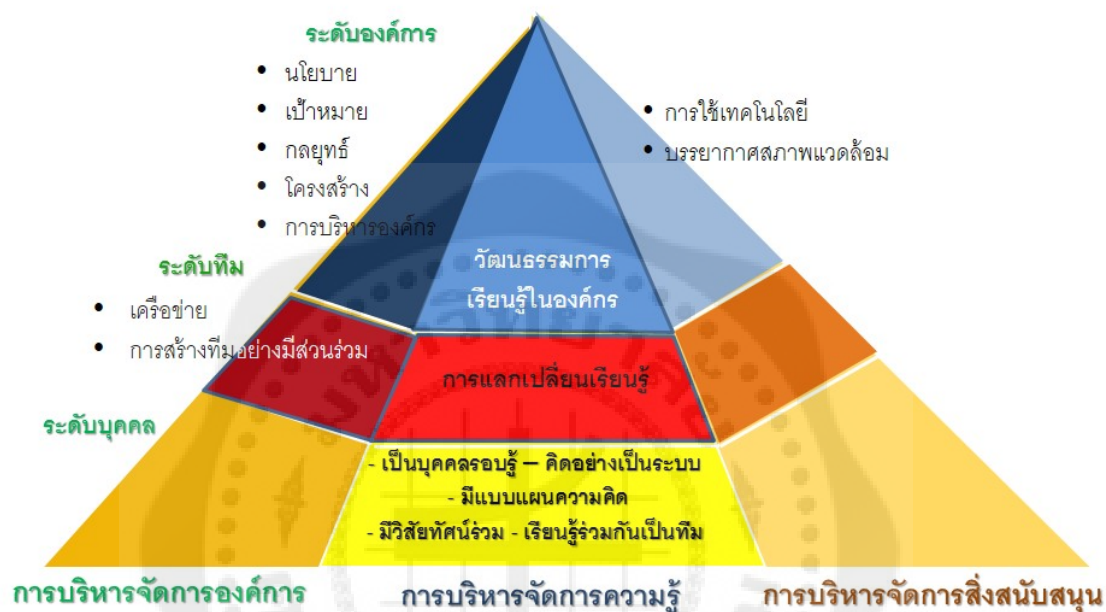 ระดับองค์การ
• นโยบาย
• เป้าหมาย
• กลยุทธ์
• โครงสร้าง
• การบริหารองค์กร
• การใช้เทคโนโลยี
• บรรยากาศสภาพแวดล้อม
วัฒนธรรมการ
เรียนรู้ในองค์กร
ระดับทีม
• เครือข่าย
• การสร้างทีมอย่างมีส่วนร่วม
การแลกเปลี่ยนเรียนรู้
ระดับบุคคล
- เป็นบุคคลรอบรู้ – คิดอย่างเป็นระบบ
- มีแบบแผนความคิด
- มีวิสัยทัศน์ร่วม - เรียนรู้ร่วมกันเป็นทีม
การบริหารจัดการองค์การ การบริหารจัดการความรู้ การบริหารจัดการสิ่งสนับสนุน